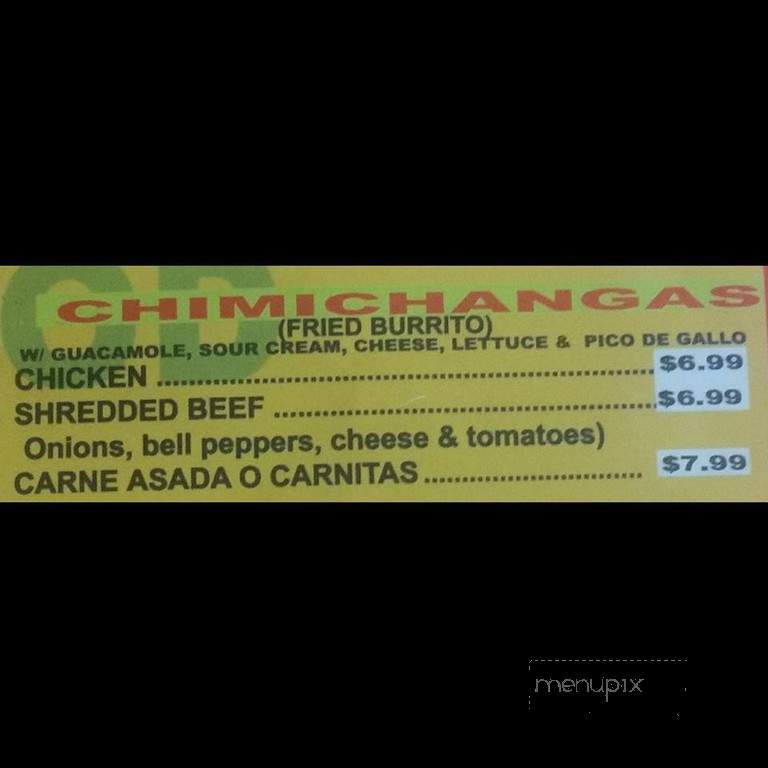 CHIMICHANGAS
(FRIED BURRITO)
W/ GUACAMOLE, SOUR CREAM, CHEESE, LETTUCE & PICO DE GALLO
CHICKEN ........................................................ $6.99
SHREDDED BEEF ........................................... $6.99
Onions, bell peppers, cheese & tomatoes)
CARNE ASADA O CARNITAS ............................ $7.99
menupix